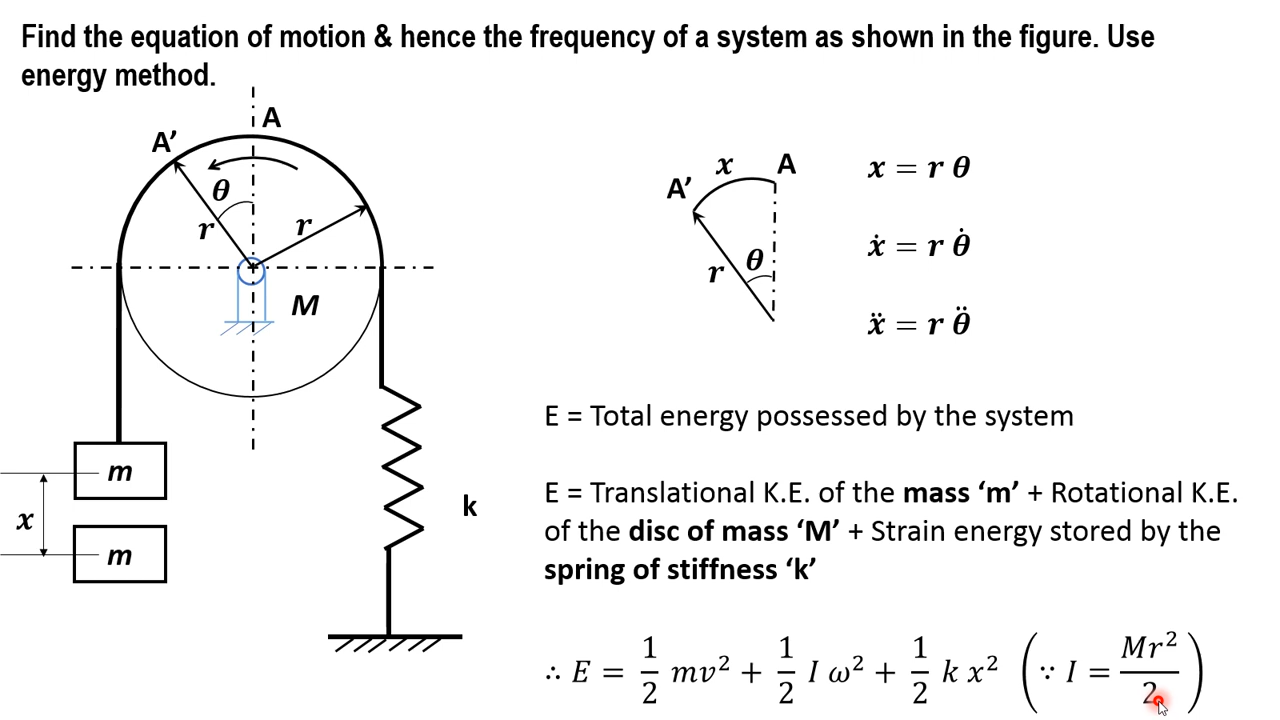 Find the equation of motion & hence the frequency of a system as shown in the figure. Use
energy method.
A
A’
θ
r
r
M
m
x
m
k
x
A
A’
θ
r
x = r θ
ẋ = r θ̇
ẍ = r θ̈
E = Total energy possessed by the system
E = Translational K.E. of the mass ‘m’ + Rotational K.E.
of the disc of mass ‘M’ + Strain energy stored by the
spring of stiffness ‘k’
∴ E = 1/2 mv² + 1/2 I ω² + 1/2 k x² (∵ I = Mr²/2)